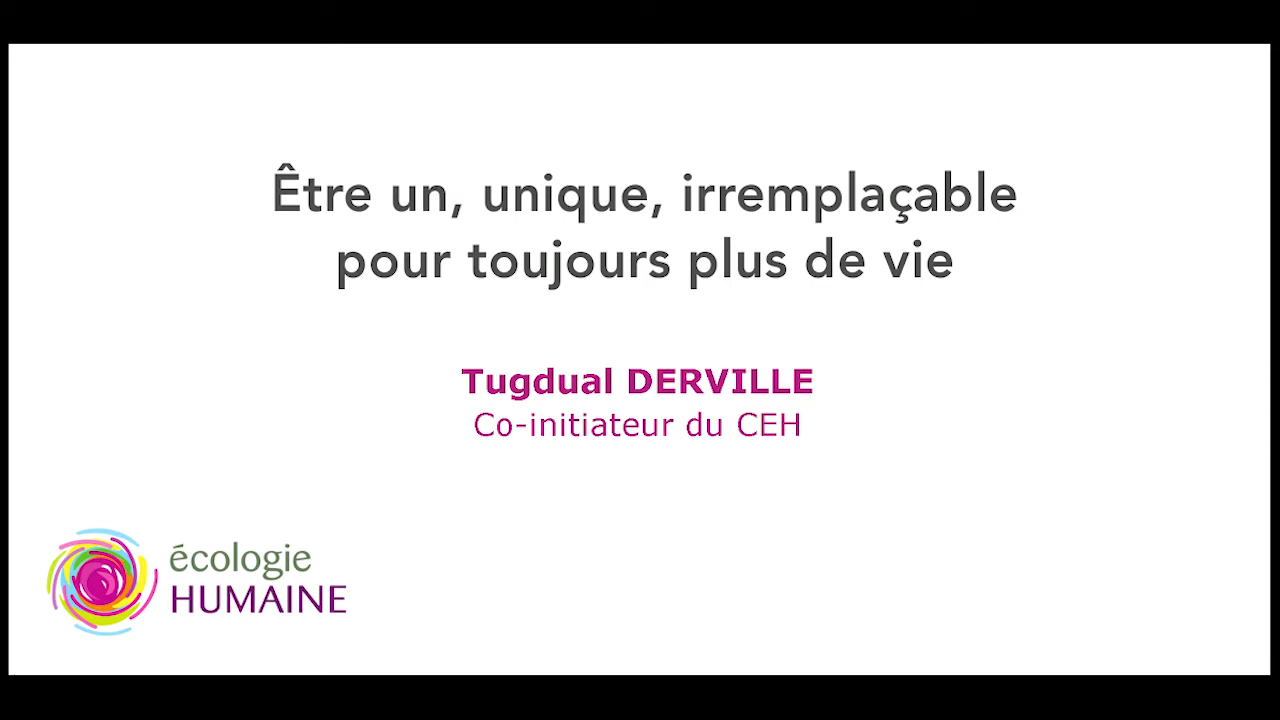 Être un, unique, irremplaçable
pour toujours plus de vie
Tugdual DERVILLE
Co-initiateur du CEH
écologie
HUMAINE